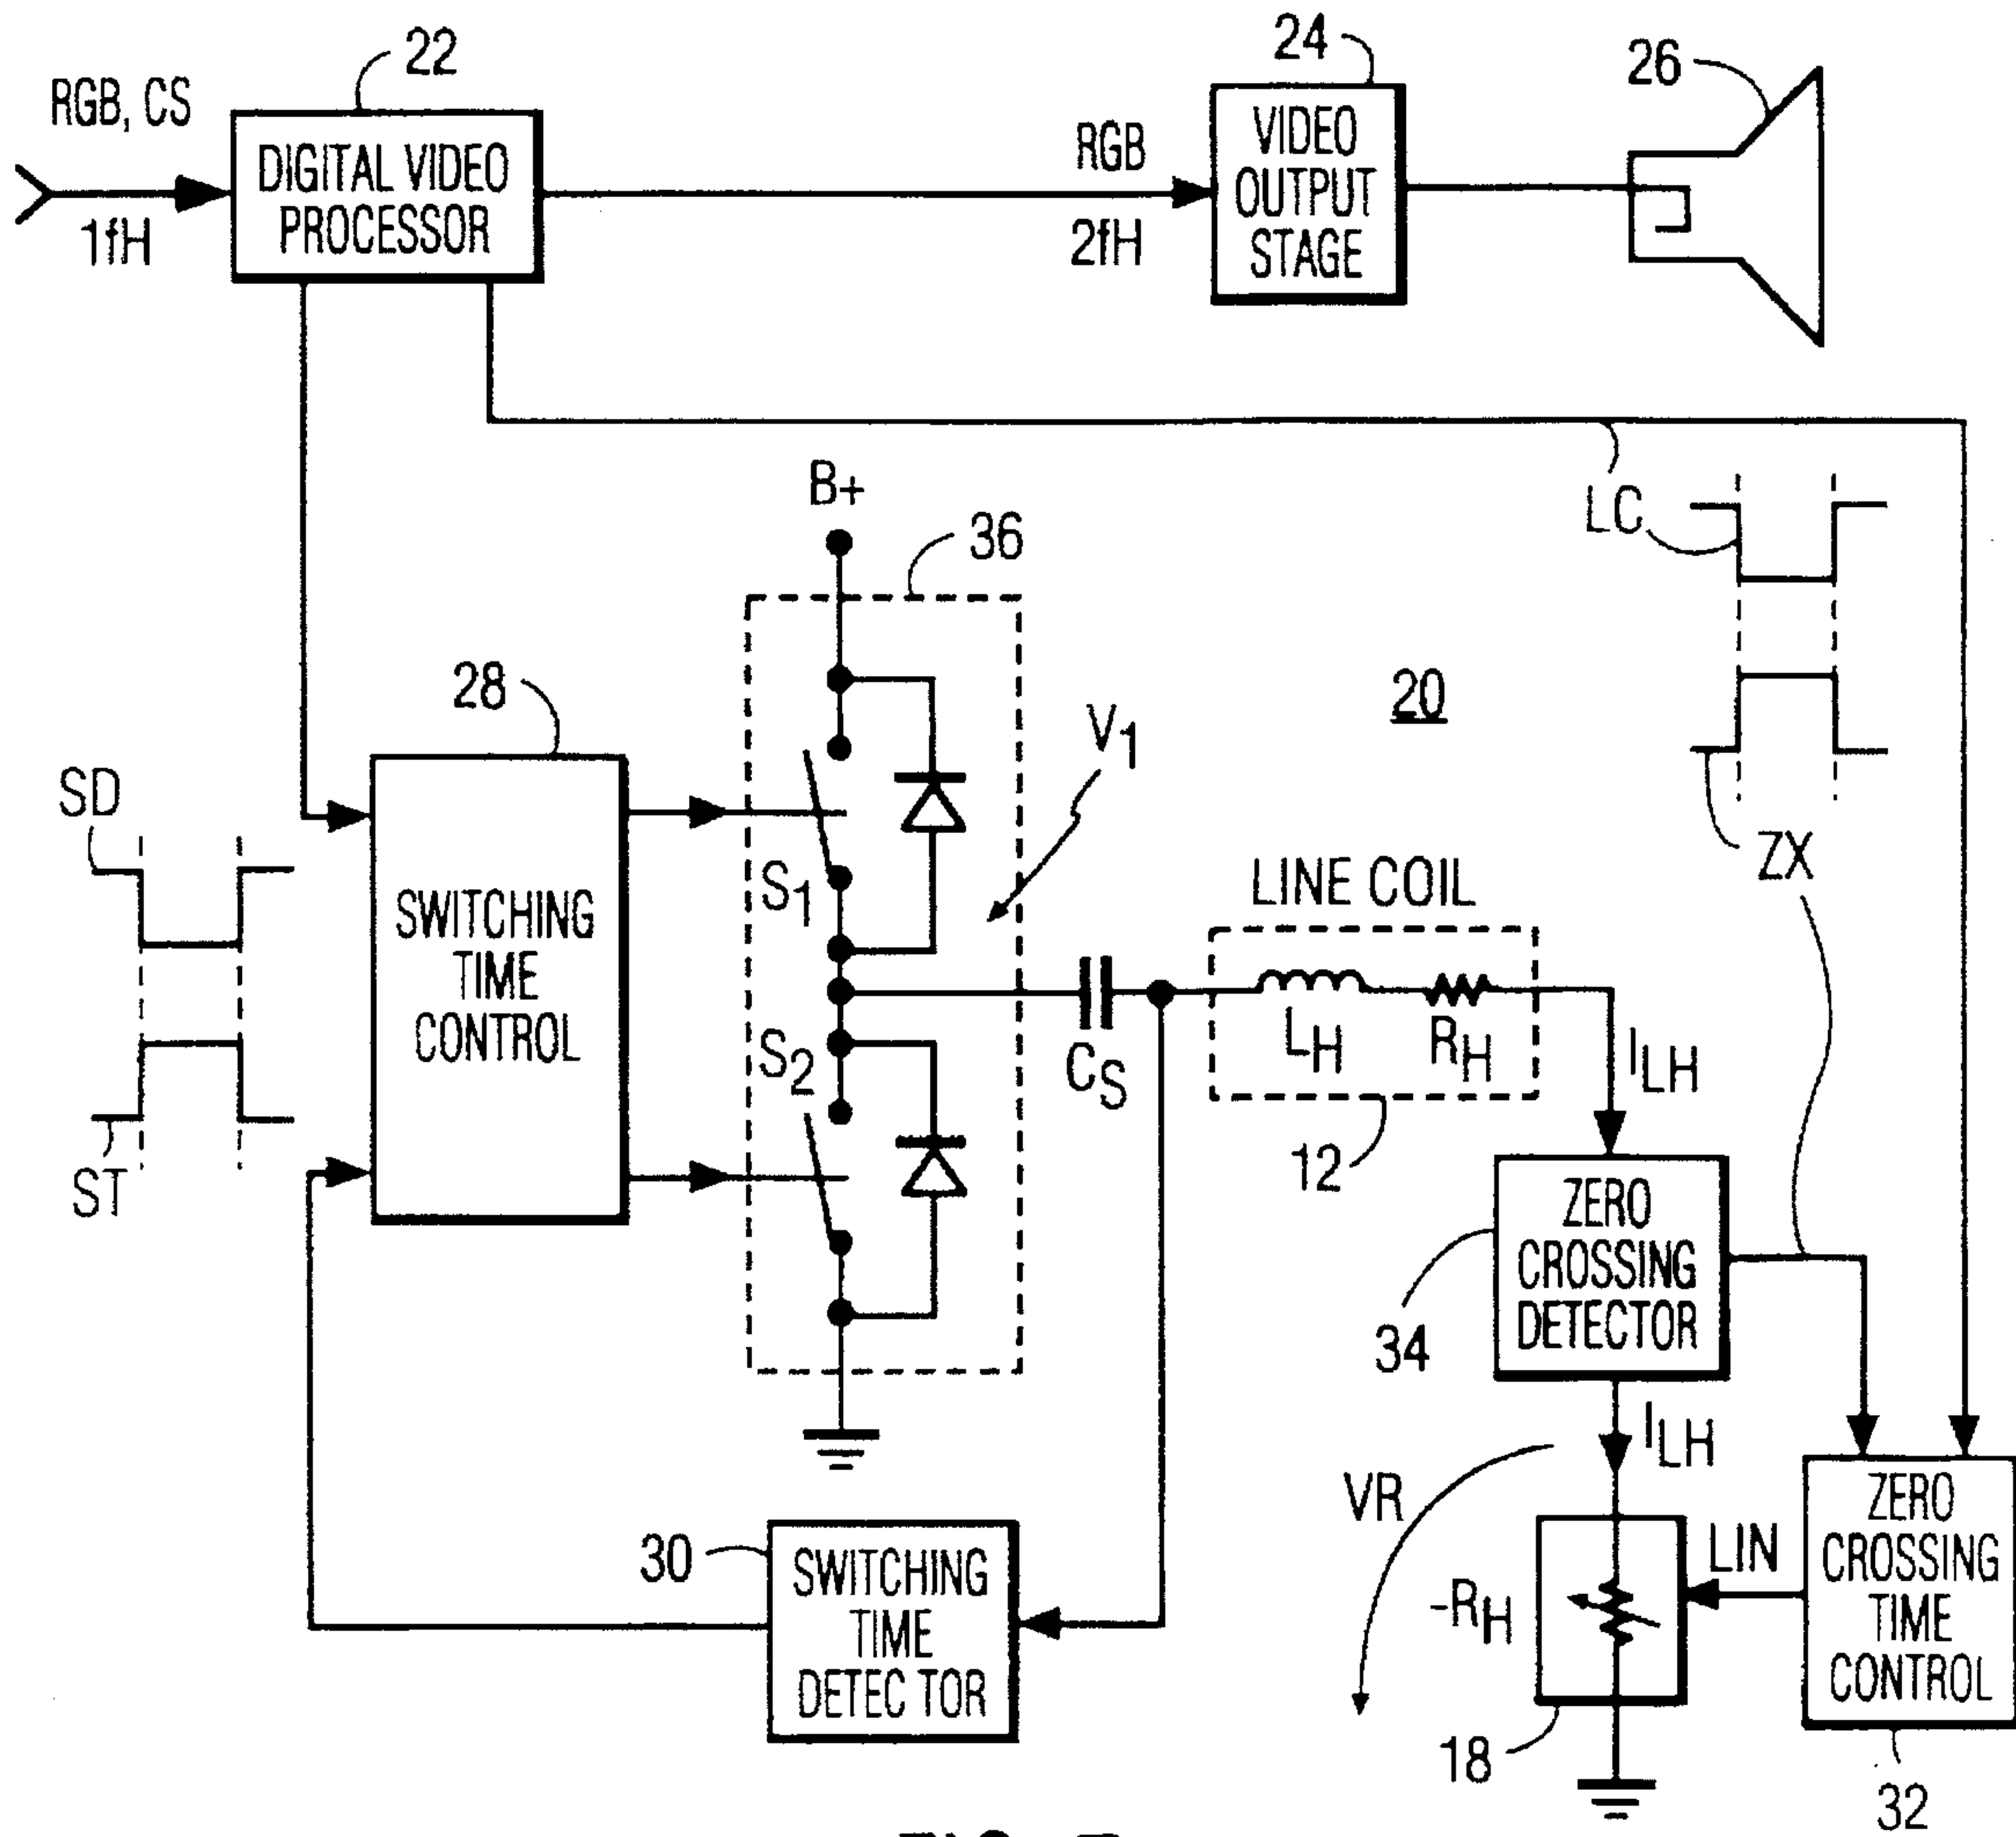 22
24
26
RGB, CS
1fH
DIGITAL VIDEO
PROCESSOR
RGB
2fH
VIDEO
OUTPUT
STAGE
B+
36
LC
28
V1
20
SD
ZX
S1
LINE COIL
SWITCHING
TIME
CONTROL
S2
CS
LH
RH
ILH
ST
12
ZERO
CROSSING
DETECTOR
34
ILH
VR
30
SWITCHING
TIME
DETEC TOR
-RH
LIN
ZERO
CROSSING
TIME
CONTROL
18
32